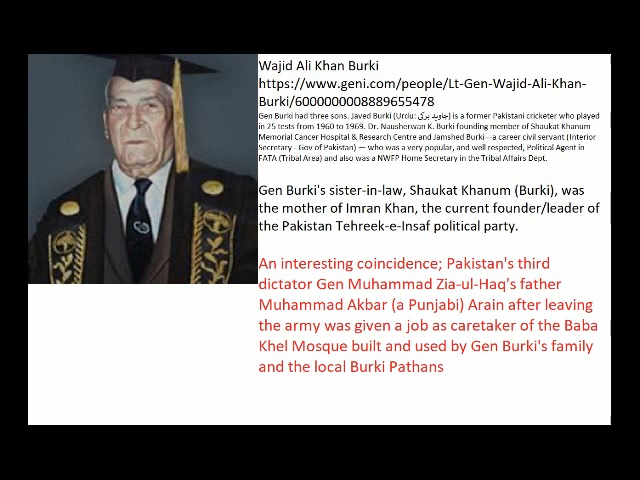 Wajid Ali Khan Burki
https://www.geni.com/people/Lt-Gen-Wajid-Ali-Khan-
Burki/6000000008889655478
Gen Burki had three sons. Javed Burki (Urdu: جاوید برکی) is a former Pakistani cricketer who played
in 25 tests from 1960 to 1969. Dr. Nausherwan K. Burki founding member of Shaukat Khanum
Memorial Cancer Hospital & Research Centre and Jamshed Burki— a career civil servant (Interior
Secretary - Gov of Pakistan) — who was a very popular, and well respected, Political Agent in
FATA (Tribal Area) and also was a NWFP Home Secretary in the Tribal Affairs Dept.
Gen Burki's sister-in-law, Shaukat Khanum (Burki), was
the mother of Imran Khan, the current founder/leader of
the Pakistan Tehreek-e-Insaf political party.
An interesting coincidence; Pakistan's third
dictator Gen Muhammad Zia-ul-Haq's father
Muhammad Akbar (a Punjabi) Arain after leaving
the army was given a job as caretaker of the Baba
Khel Mosque built and used by Gen Burki's family
and the local Burki Pathans